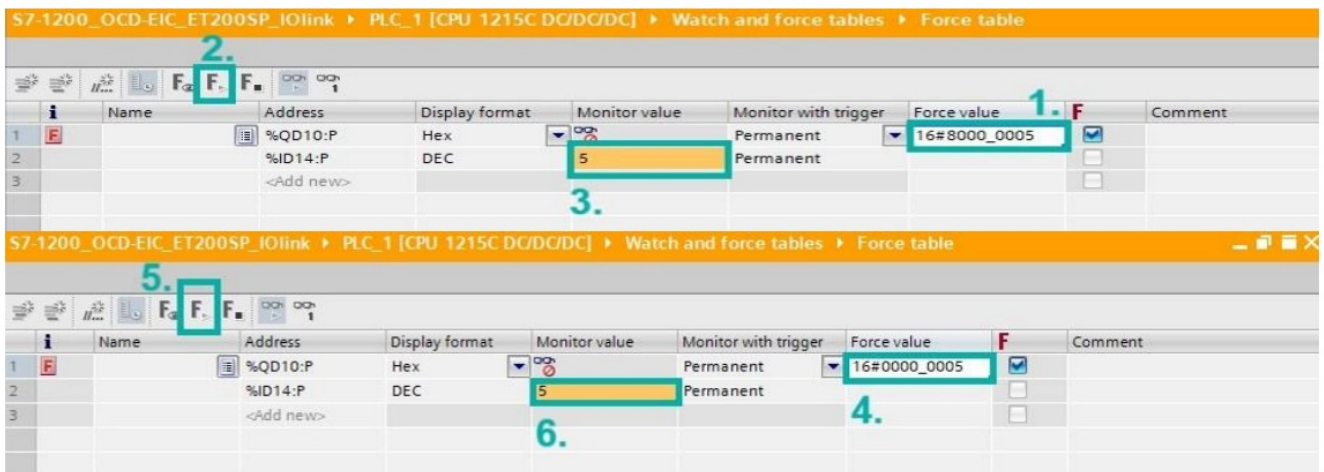 S7-1200_OCD-EIC_ET200SP_IOlink ▸ PLC_1 [CPU 1215C DC/DC/DC] ▸ Watch and force tables ▸ Force table
2.
F F F 1
i Name Address Display format Monitor value Monitor with trigger Force value 1. F Comment
1 F %QD10:P Hex Permanent 16#8000_0005
2 %ID14:P DEC 5 Permanent
3 <Add new>
3.
S7-1200_OCD-EIC_ET200SP_IOlink ▸ PLC_1 [CPU 1215C DC/DC/DC] ▸ Watch and force tables ▸ Force table
5.
F F F 1
i Name Address Display format Monitor value Monitor with trigger Force value F Comment
1 F %QD10:P Hex Permanent 16#0000_0005
2 %ID14:P DEC 5 Permanent
3 <Add new>
4.
6.